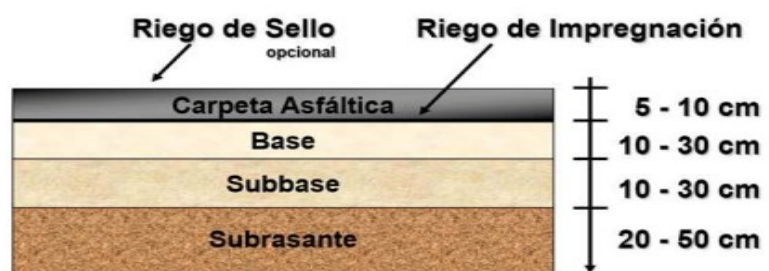 Riego de Sello
opcional
Riego de Impregnación
Carpeta Asfáltica
5 - 10 cm
Base
10 - 30 cm
Subbase
10 - 30 cm
Subrasante
20 - 50 cm